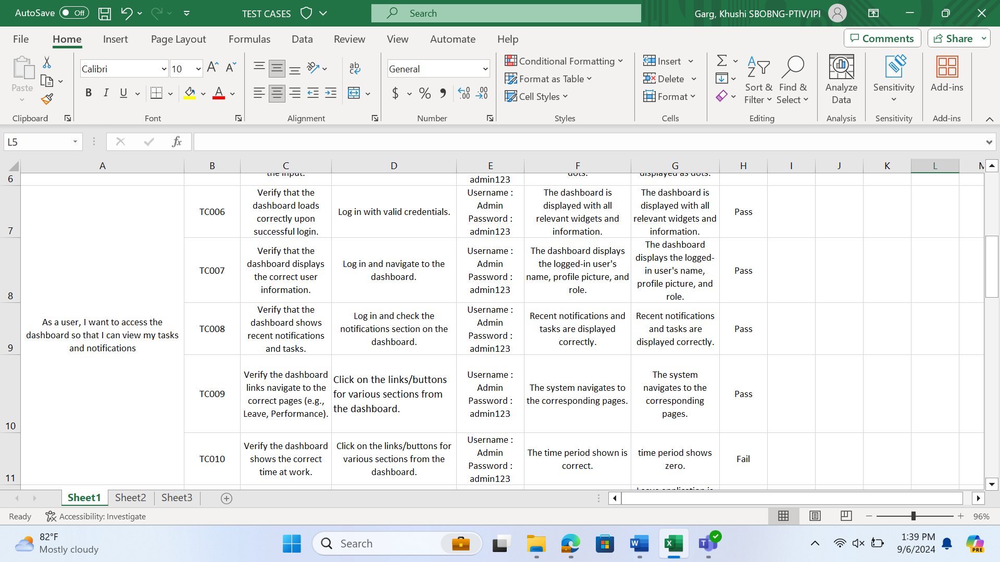 AutoSave Off TEST CASES Search Garg, Khushi SBOBNG-PTIV/IPI
File Home Insert Page Layout Formulas Data Review View Automate Help Comments Share
Paste Calibri 10 ab General Conditional Formatting Insert Sort & Find & Analyze Sensitivity Add-ins
Format as Table Delete Filter Select Data
B I U $ % Cell Styles Format
Clipboard Font Alignment Number Styles Cells Editing Analysis Sensitivity Add-ins
L5 fx
A B C D E F G H I J K L M
6 the input. admin123 dots. displayed as dots.
As a user, I want to access the
dashboard so that I can view my tasks
and notifications
7
TC006
Verify that the
dashboard loads
correctly upon
successful login.
Log in with valid credentials.
Username :
Admin
Password :
admin123
The dashboard is
displayed with all
relevant widgets and
information.
The dashboard is
displayed with all
relevant widgets and
information.
Pass
8
TC007
Verify that the
dashboard displays
the correct user
information.
Log in and navigate to the
dashboard.
Username :
Admin
Password :
admin123
The dashboard displays
the logged-in user's
name, profile picture, and
role.
The dashboard
displays the logged-
in user's name,
profile picture, and
role.
Pass
9
TC008
Verify that the
dashboard shows
recent notifications
and tasks.
Log in and check the
notifications section on the
dashboard.
Username :
Admin
Password :
admin123
Recent notifications and
tasks are displayed
correctly.
Recent notifications
and tasks are
displayed correctly.
Pass
10
TC009
Verify the dashboard
links navigate to the
correct pages (e.g.,
Leave, Performance).
Click on the links/buttons
for various sections from
the dashboard.
Username :
Admin
Password :
admin123
The system navigates to
the corresponding pages.
The system
navigates to the
corresponding
pages.
Pass
11
TC010
Verify the dashboard
shows the correct
time at work.
Click on the links/buttons for
various sections from the
dashboard.
Username :
Admin
Password :
admin123
The time period shown is
correct.
time period shows
zero.
Fail
Leave application is
Sheet1 Sheet2 Sheet3
Ready Accessibility: Investigate 96%
82°F
Mostly cloudy
Search
1:39 PM
9/6/2024
PRE